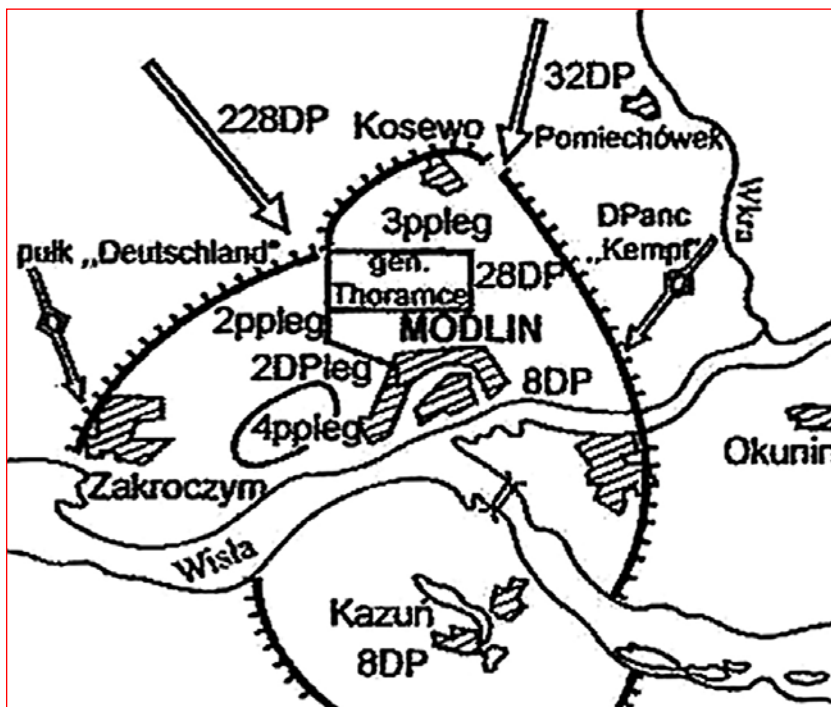 228DP
32DP
Kosewo
Pomiechówek
Wkra
3ppleg
DPanc
„Kempf”
pułk „Deutschland”
gen.
Thoramce
28DP
2ppleg
MODLIN
2DPleg
8DP
4ppleg
Okunin
Zakroczym
Wisła
Kazuń
8DP